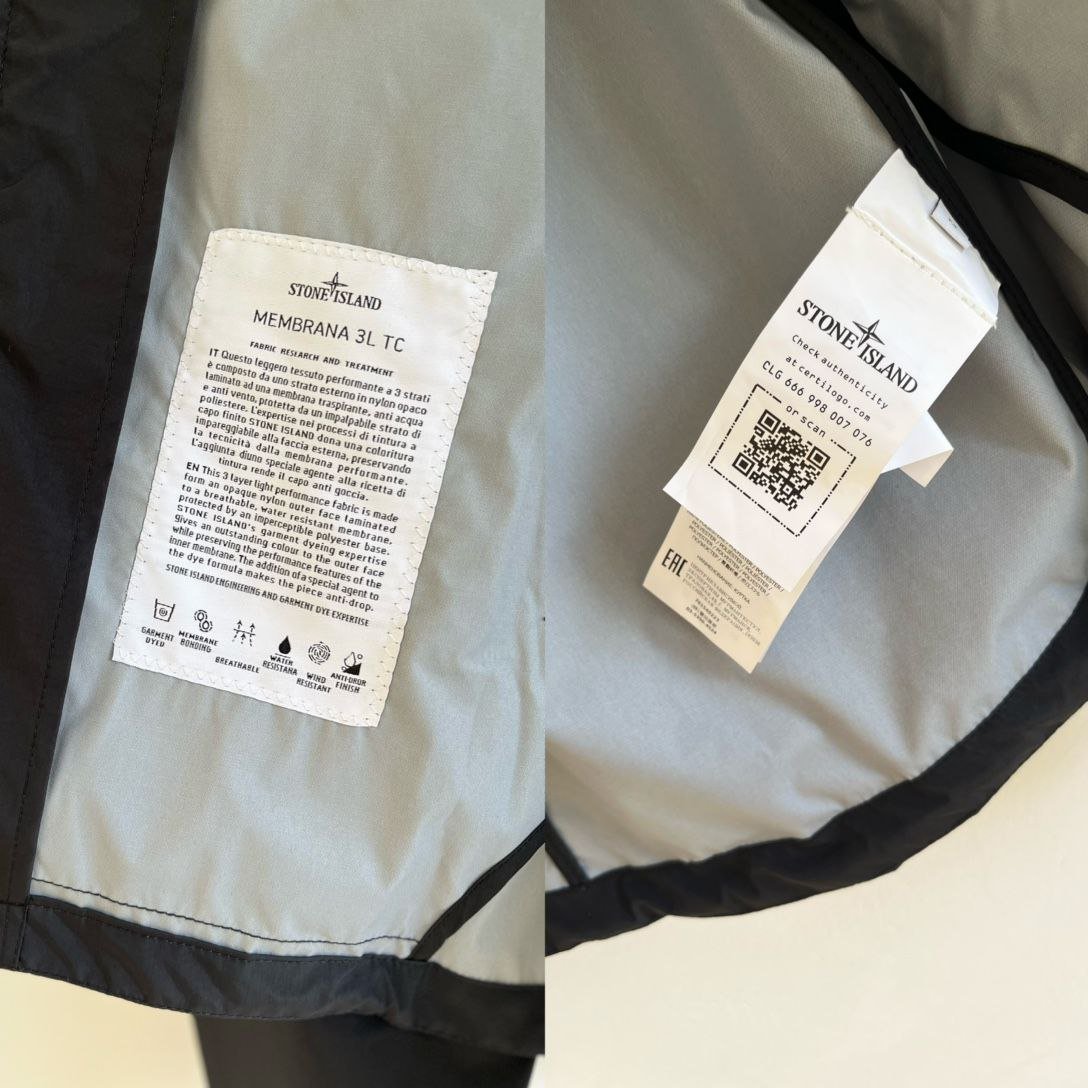 STONE ISLAND
MEMBRANA 3L TC
FABRIC RESEARCH AND TREATMENT
IT Questo leggero tessuto performante a 3 strati
è composto da uno strato esterno in nylon opaco
laminato ad una membrana traspirante, anti acqua
e anti vento, protetta da un impalpabile strato di
poliestere. L'expertise nei processi di tintura a
capo finito STONE ISLAND dona una coloritura
impareggiabile alla faccia esterna, preservando
la tecnicità dalla membrana performante.
L'aggiunta diuno speciale agente alla ricetta di
tintura rende il capo anti goccia.
EN This 3 layer light performance fabric is made
form an opaque nylon outer face laminated
to a breathable, water resistant membrane,
protected by an imperceptible polyester base.
STONE ISLAND's garment dyeing expertise
gives an outstanding colour to the outer face
while preserving the performance features of the
inner membrane. The addition of a special agent to
the dye formula makes the piece anti-drop.
STONE ISLAND ENGINEERING AND GARMENT DYE EXPERTISE
GARMENT DYED
MEMBRANE BONDING
BREATHABLE
WATER RESISTANA
WIND RESISTANT
ANTI-DROR FINISH
STONE ISLAND
Check authenticity
at certilogo.com
CLG 666 998 007 076
or scan
EAC